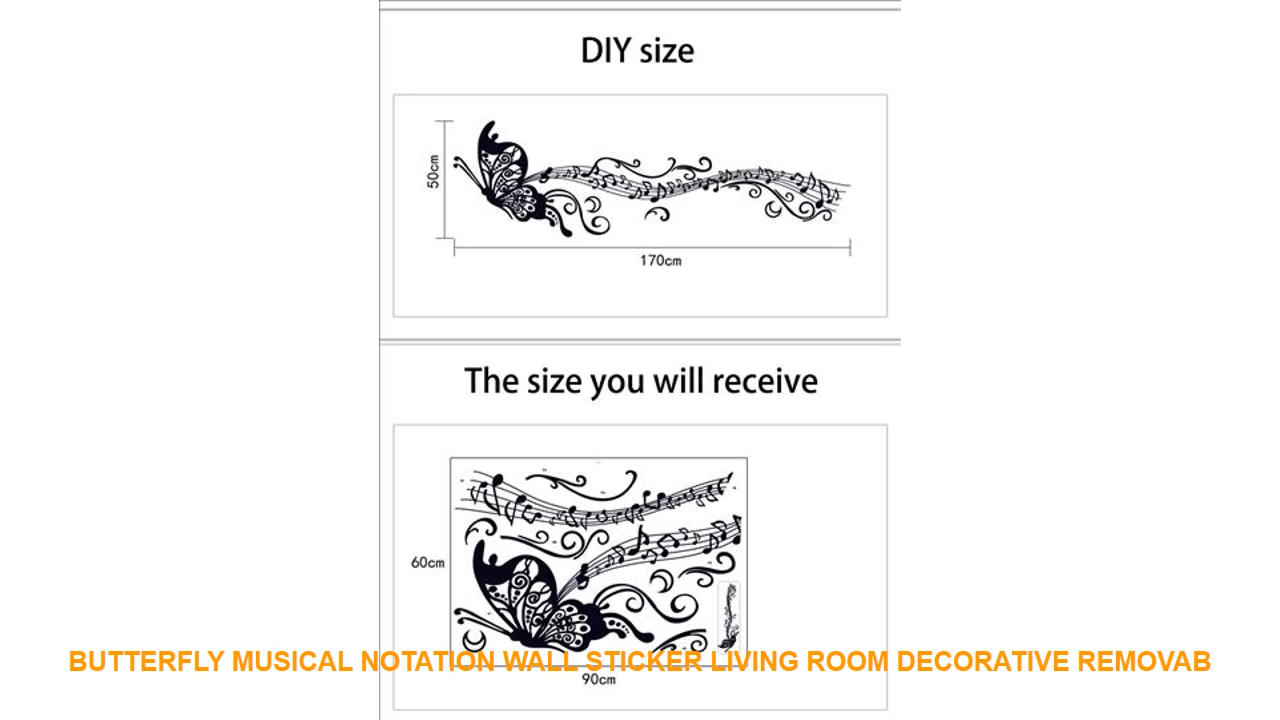 DIY size
50cm
170cm
The size you will receive
60cm
BUTTERFLY MUSICAL NOTATION WALL STICKER LIVING ROOM DECORATIVE REMOVAB
90cm